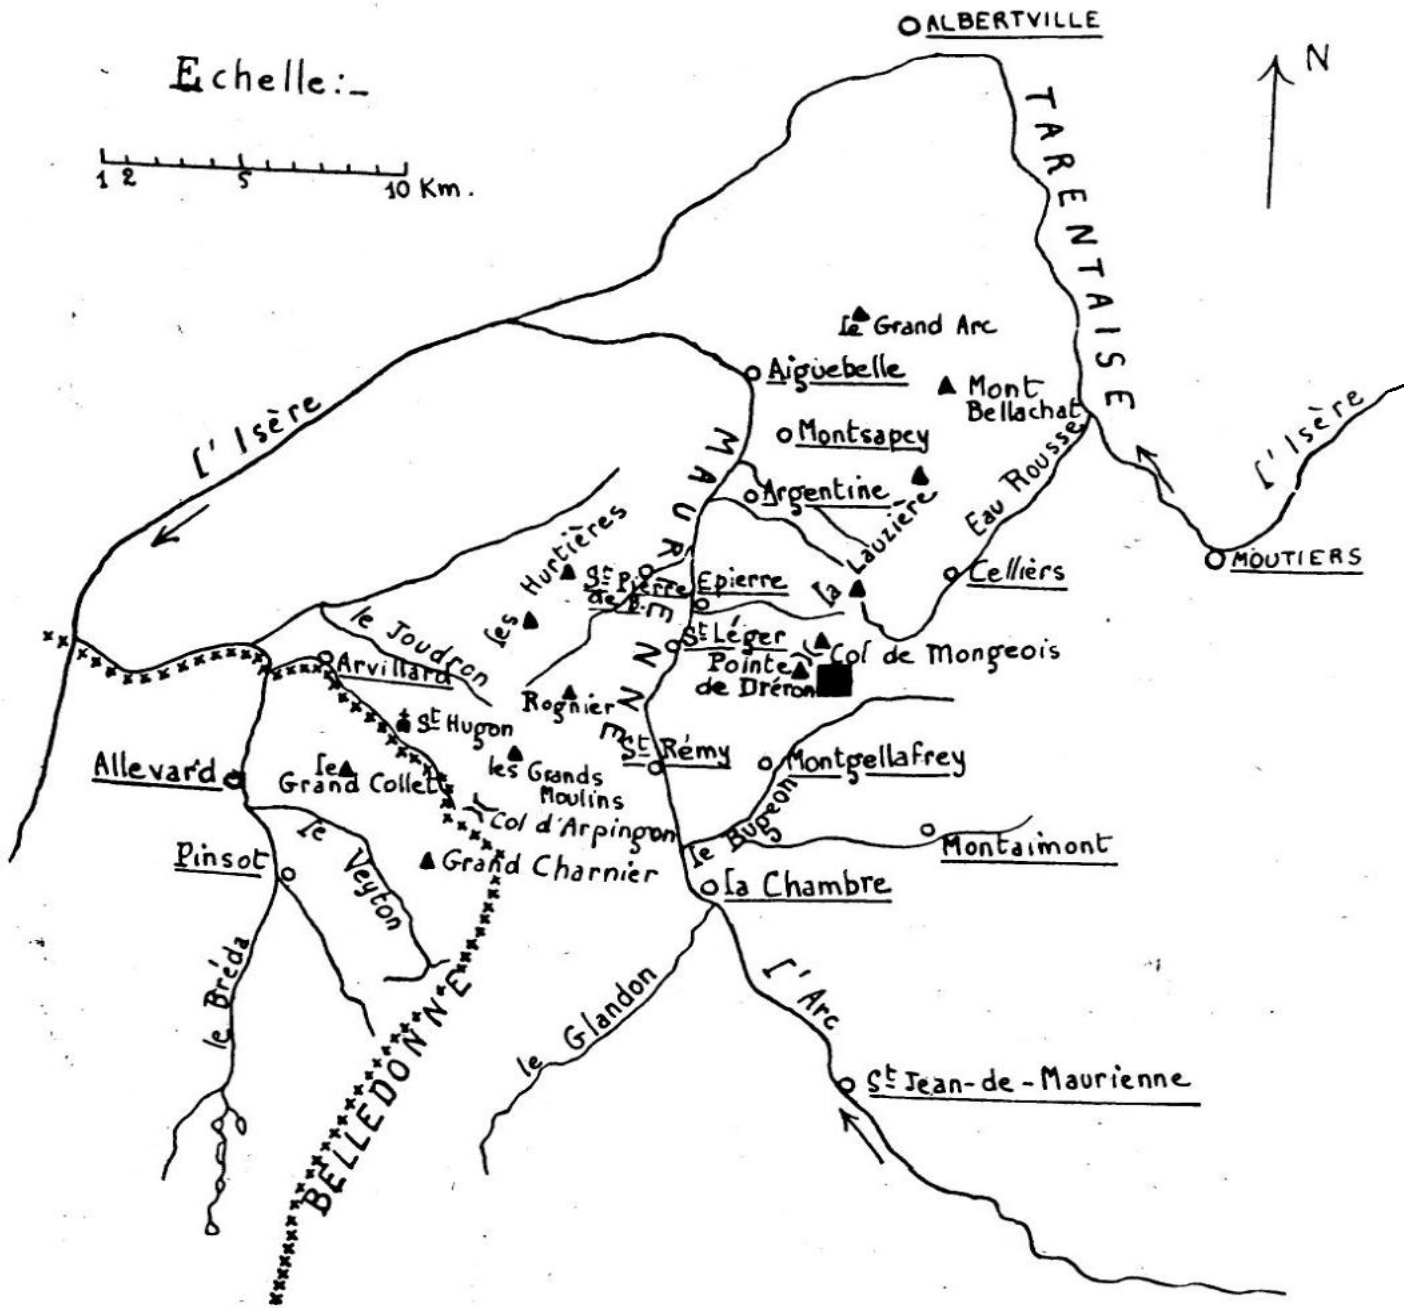 ALBERTVILLE
Echelle:-
N
1 2 5 10 Km.
TARENTAISE
le Grand Arc
Aiguebelle
Mont
Bellachat
l'Isère
l'Isère
Montsapey
MAURIENNE
Argentine
la Lauzière
Eau Rousse
MOUTIERS
les Hurtières
St Pierre
de B.
Epierre
Celliers
le Joudron
St Léger
Col de Mongeois
Arvillard
Pointe
de Dréron
Rognier
St Hugon
St Rémy
Montgellafrey
Allevard
le
Grand Collet
les Grands
Moulins
Col d'Arpingon
le Bugeon
Montaimont
Pinsot
le Veyton
Grand Charnier
la Chambre
le Bréda
BELLEDONNE
le Glandon
l'Arc
St Jean-de-Maurienne